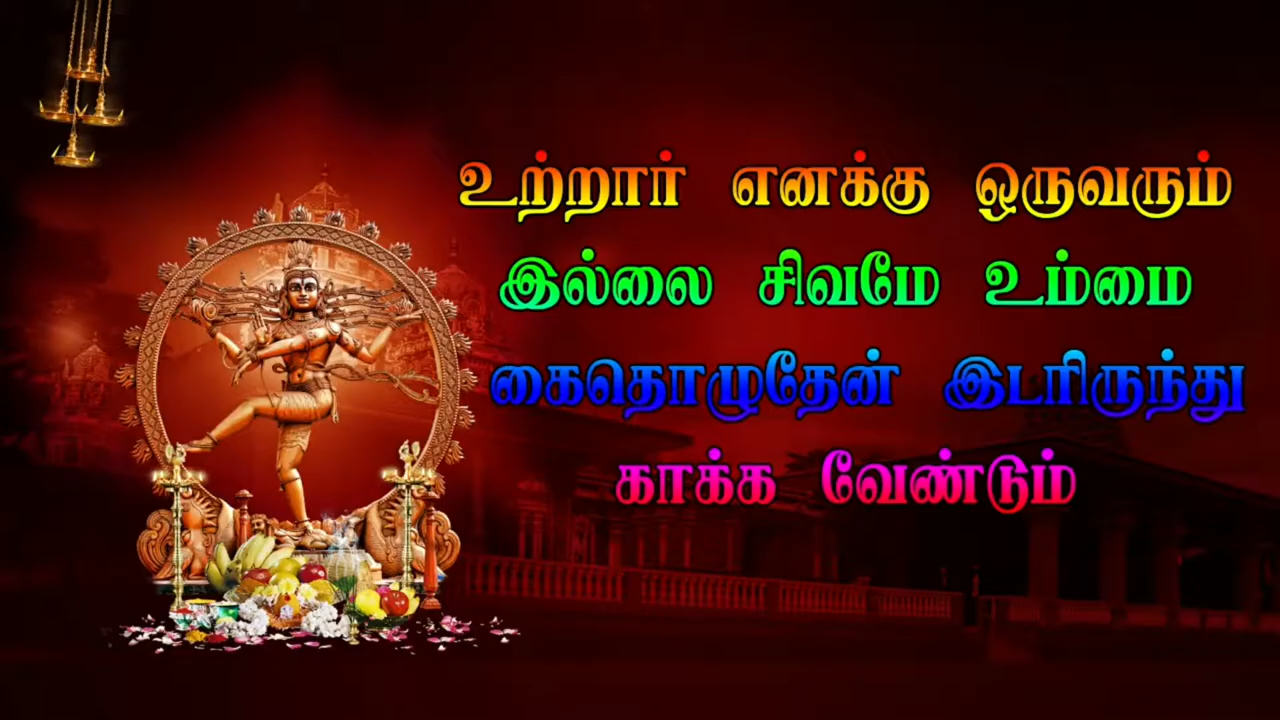 உற்றார் எனக்கு ஒருவரும்
இல்லை சிவமே உம்மை
கைதொழுதேன் இடரிருந்து
காக்க வேண்டும்